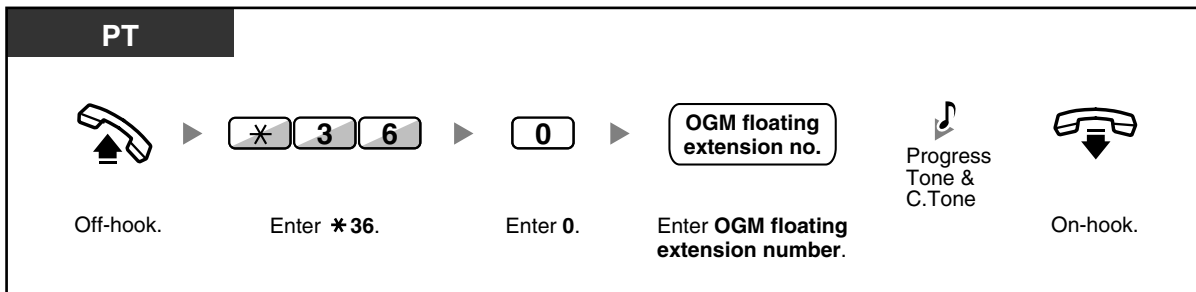 PT
✳ 3 6
0
OGM floating
extension no.
Progress
Tone &
C.Tone
Off-hook.
Enter ✳36.
Enter 0.
Enter OGM floating
extension number.
On-hook.